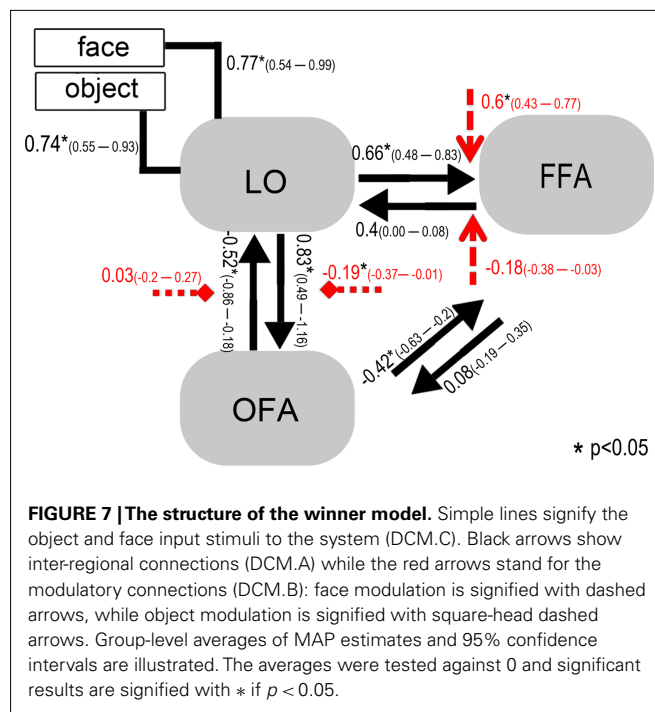 face
object
0.77*(0.54 – 0.99)
0.74*(0.55 – 0.93)
0.6*(0.43 – 0.77)
LO
0.66*(0.48 – 0.83)
FFA
0.4(0.00 – 0.08)
0.03(-0.2 – 0.27)
-0.52*(-0.86 – -0.18)
0.83*(0.49 – -1.16)
-0.19*(-0.37– -0.01)
-0.18(-0.38 – -0.03)
-0.42*(-0.63 – -0.2)
0.08(-0.19 – 0.35)
OFA
* p<0.05
FIGURE 7 | The structure of the winner model. Simple lines signify the
object and face input stimuli to the system (DCM.C). Black arrows show
inter-regional connections (DCM.A) while the red arrows stand for the
modulatory connections (DCM.B): face modulation is signified with dashed
arrows, while object modulation is signified with square-head dashed
arrows. Group-level averages of MAP estimates and 95% confidence
intervals are illustrated. The averages were tested against 0 and significant
results are signified with * if p < 0.05.